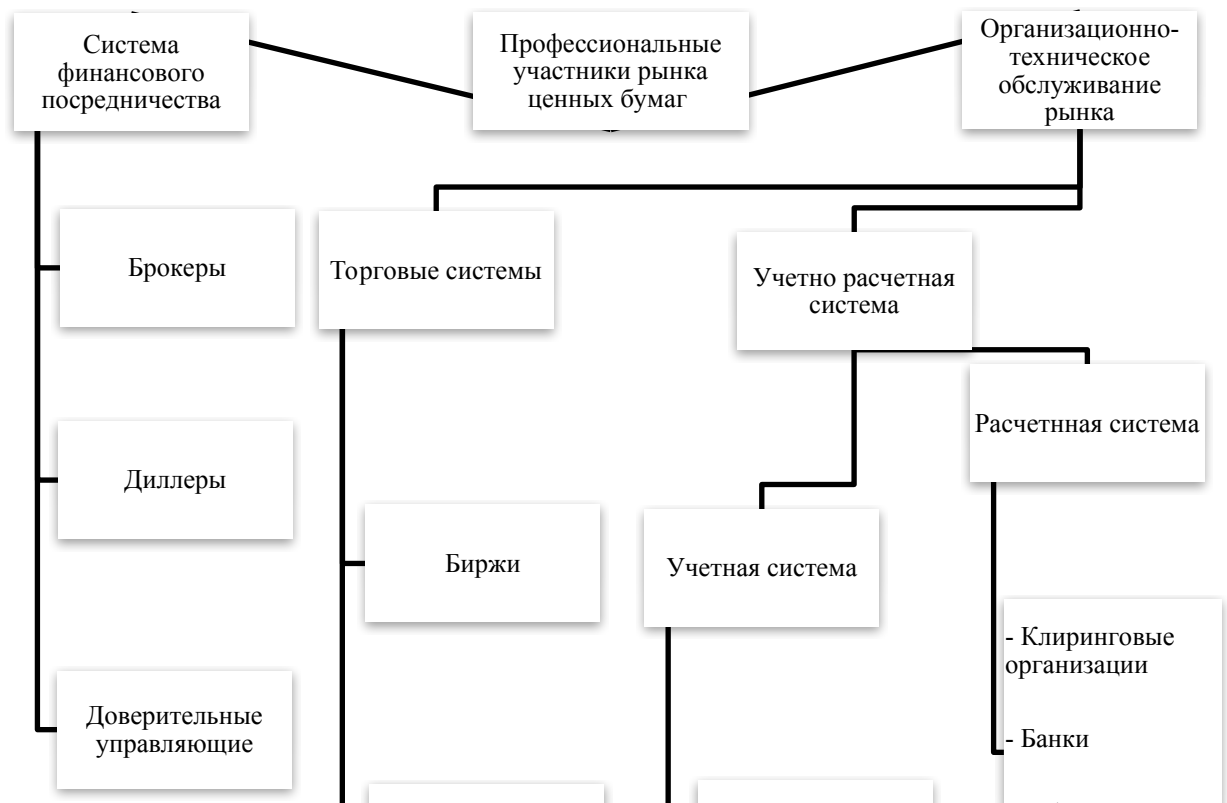 Система
финансового
посредничества
Профессиональные
участники рынка
ценных бумаг
Организационно-
техническое
обслуживание
рынка
Брокеры
Торговые системы
Учетно расчетная
система
Расчетнная система
Диллеры
Биржи
Учетная система
- Клиринговые
организации
Доверительные
управляющие
- Банки